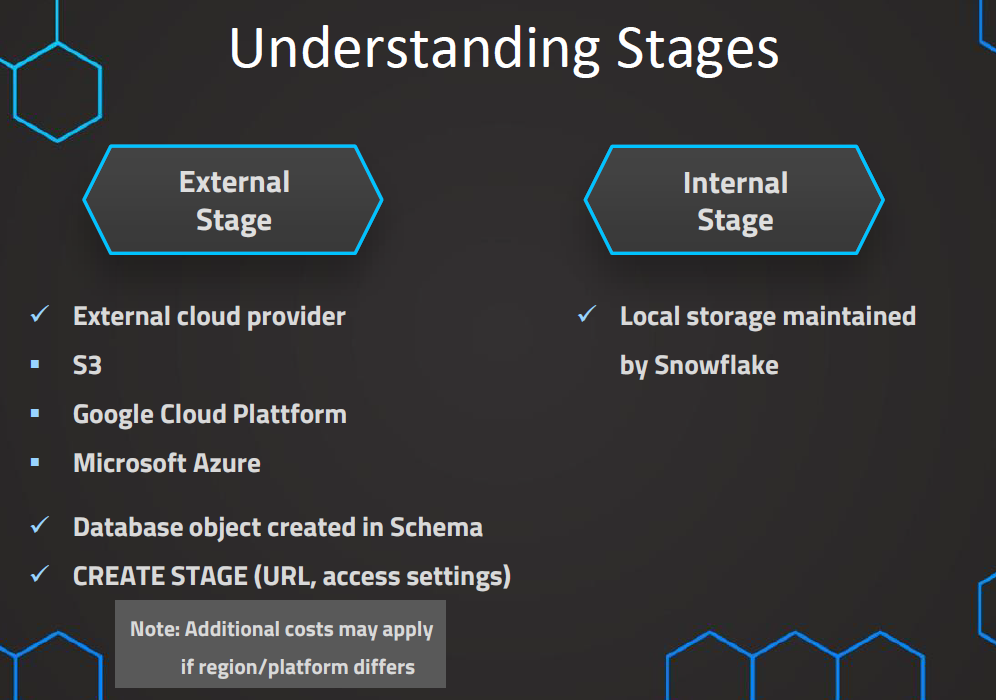 Understanding Stages
External
Stage
External cloud provider
S3
Google Cloud Plattform
Microsoft Azure
Database object created in Schema
CREATE STAGE (URL, access settings)
Note: Additional costs may apply
if region/platform differs
Internal
Stage
Local storage maintained
by Snowflake